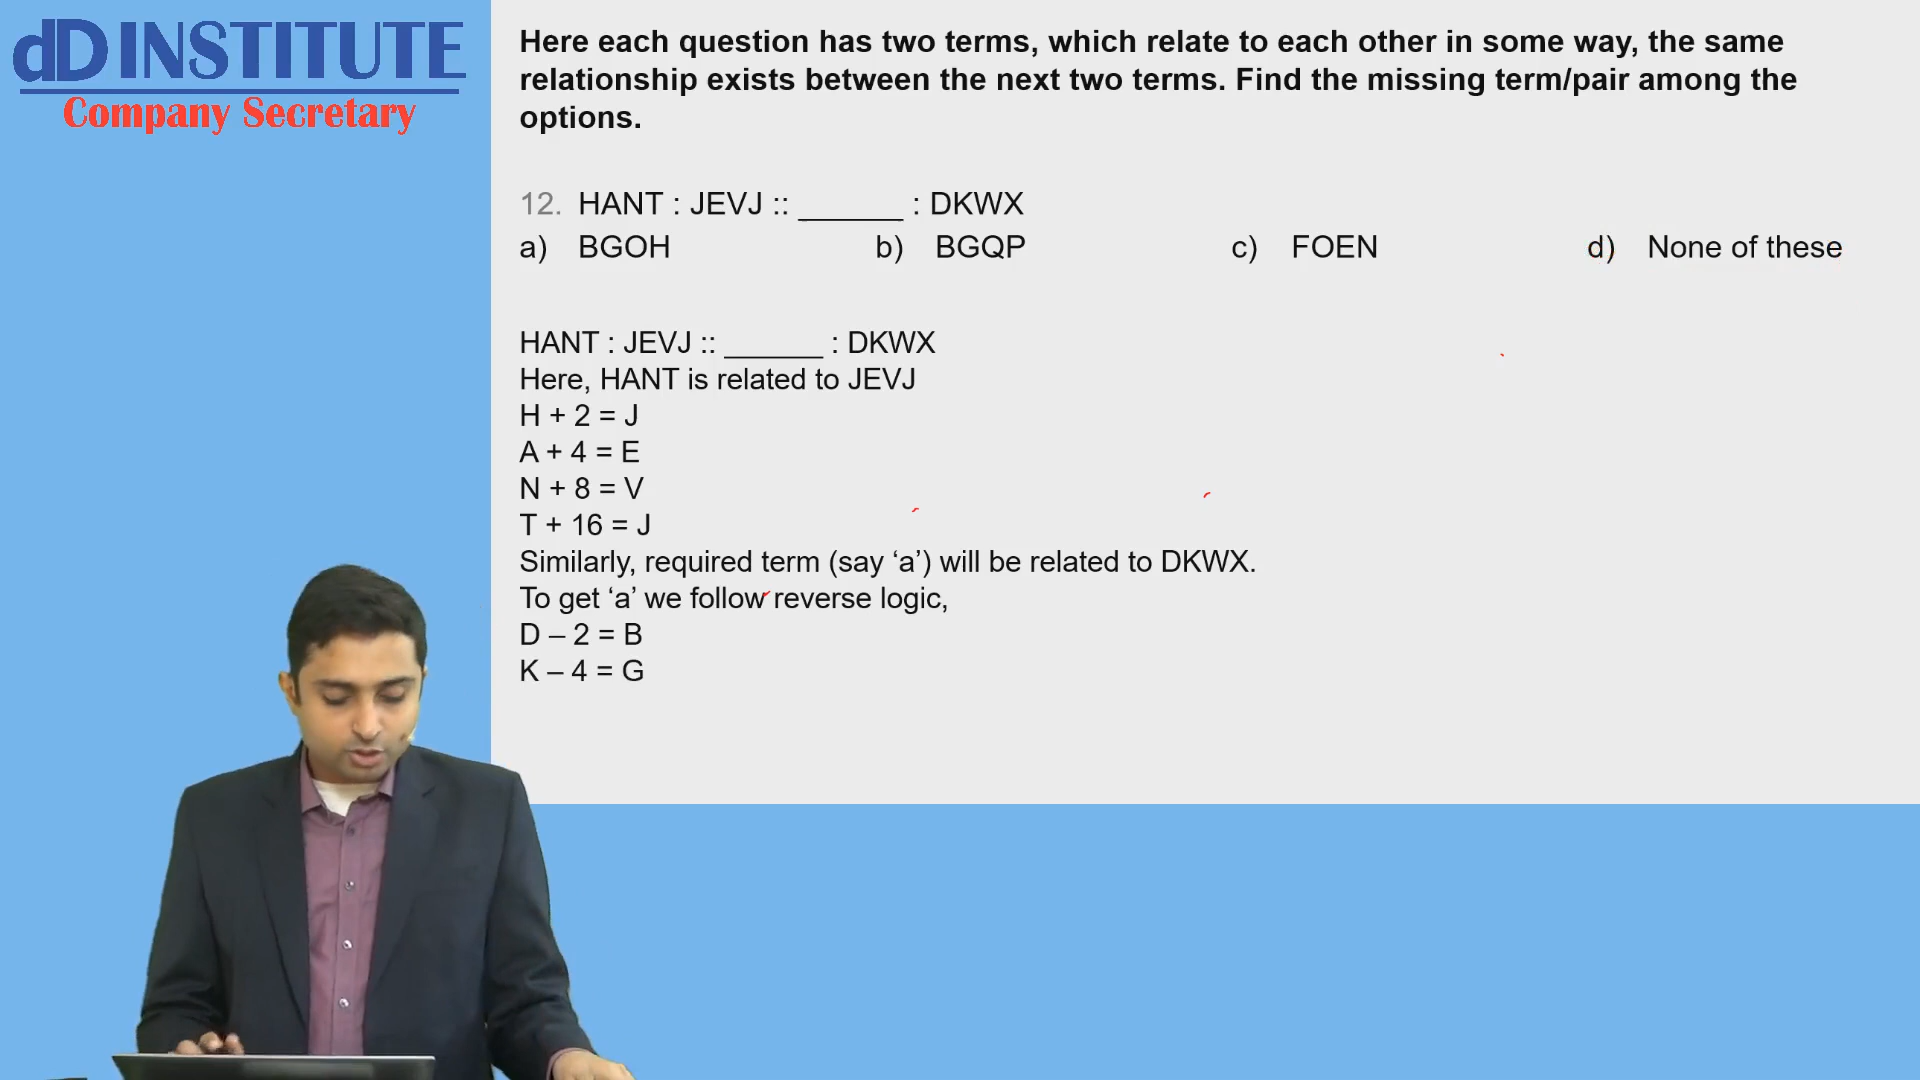 dD INSTITUTE
Company Secretary
Here each question has two terms, which relate to each other in some way, the same
relationship exists between the next two terms. Find the missing term/pair among the
options.
12. HANT : JEVJ :: ______ : DKWX
a) BGOH b) BGQP c) FOEN d) None of these
HANT : JEVJ :: ______ : DKWX
Here, HANT is related to JEVJ
H + 2 = J
A + 4 = E
N + 8 = V
T + 16 = J
Similarly, required term (say ‘a’) will be related to DKWX.
To get ‘a’ we follow reverse logic,
D – 2 = B
K – 4 = G